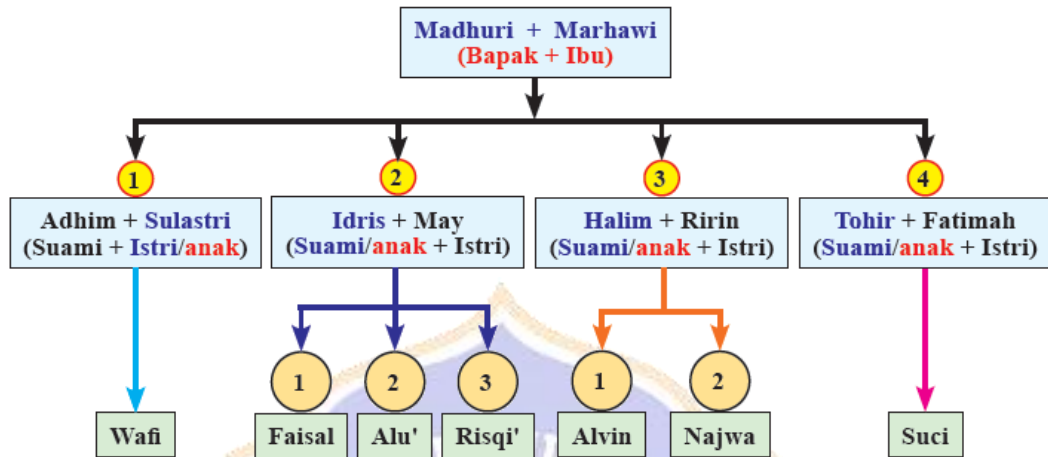 Madhuri + Marhawi
(Bapak + Ibu)
1
2
3
4
Adhim + Sulastri
(Suami + Istri/anak)
Idris + May
(Suami/anak + Istri)
Halim + Ririn
(Suami/anak + Istri)
Tohir + Fatimah
(Suami/anak + Istri)
1
2
3
1
2
Wafi
Faisal
Alu'
Risqi'
Alvin
Najwa
Suci